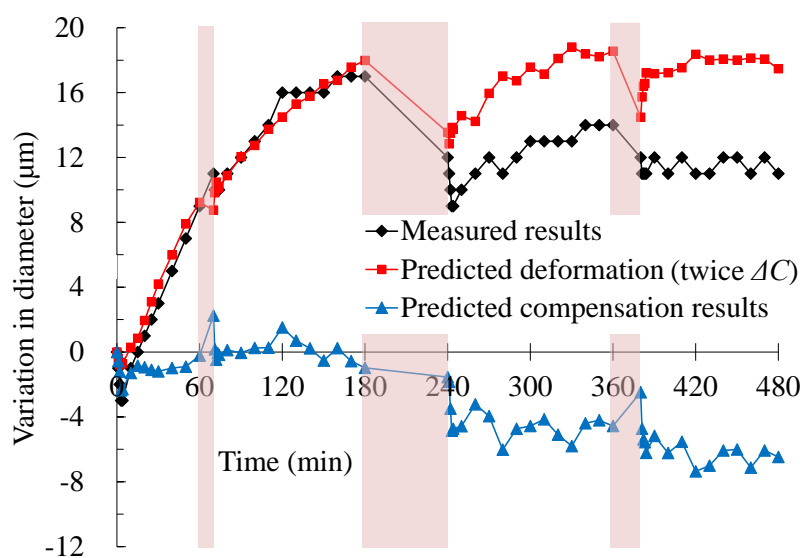 20
16
12
8
4
0
-4
-8
-12
Variation in diameter (μm)
Measured results
Predicted deformation (twice ΔC)
Predicted compensation results
0 60 120 180 240 300 360 420 480
Time (min)